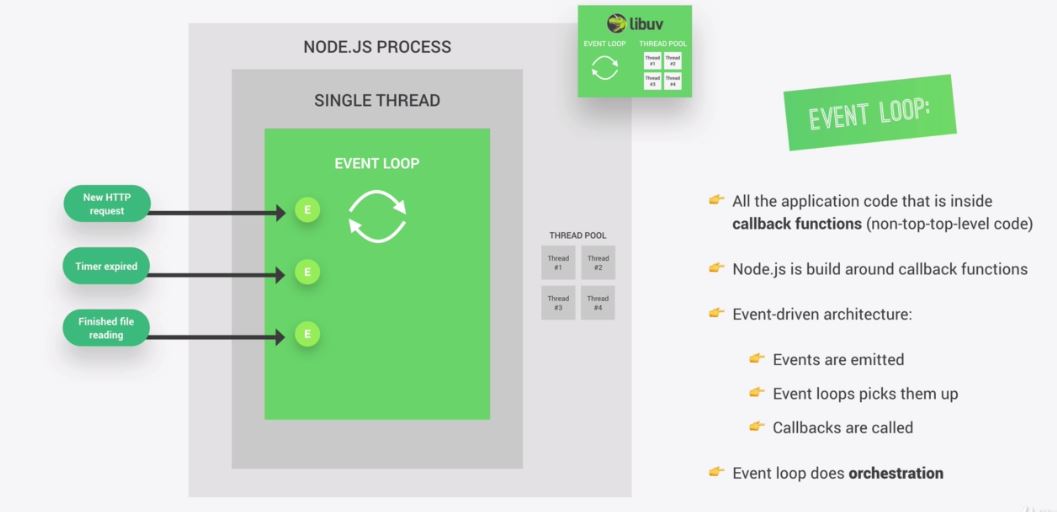 NODE.JS PROCESS
SINGLE THREAD
EVENT LOOP
New HTTP
request
Timer expired
Finished file
reading
E
E
E
THREAD POOL
Thread
#1
Thread
#2
Thread
#3
Thread
#4
libuv
EVENT LOOP
THREAD POOL
Thread
#1
Thread
#2
Thread
#3
Thread
#4
EVENT LOOP:
All the application code that is inside
callback functions (non-top-top-level code)
Node.js is build around callback functions
Event-driven architecture:
Events are emitted
Event loops picks them up
Callbacks are called
Event loop does orchestration